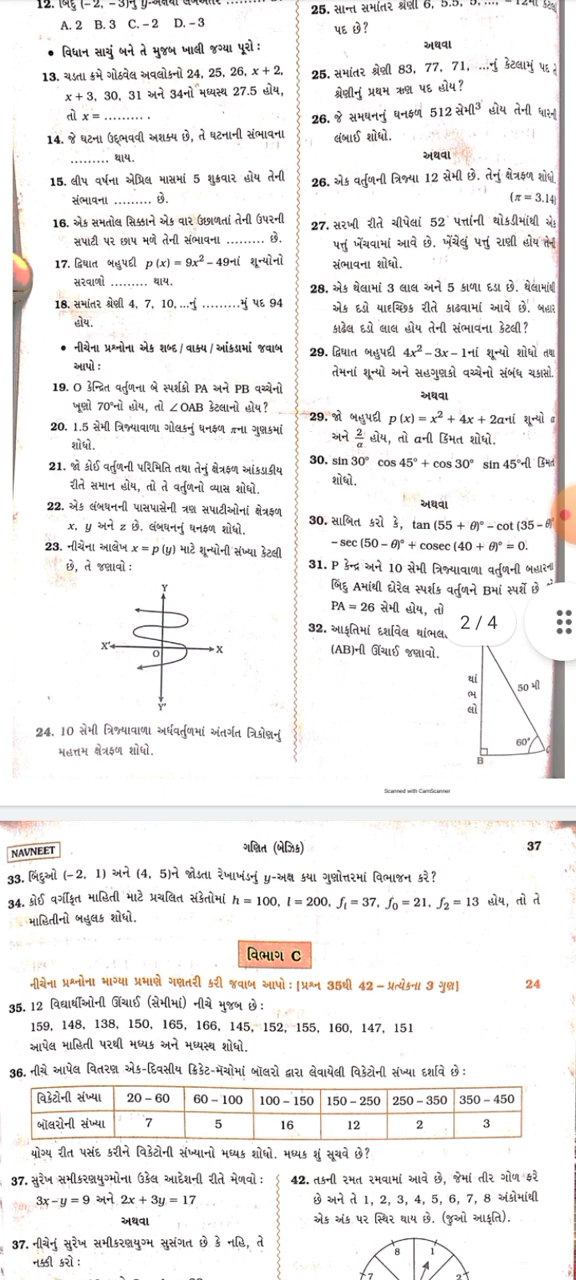 12. બિંદુ (−2, −3)નું y-અક્ષથી
A. 2 B. 3 C. -2 D. -3
• વિધાન સાચું બને તે મુજબ ખાલી જગ્યા પૂરો :
13. ચડતા ક્રમે ગોઠવેલ અવલોકનો 24, 25, 26, x + 2,
x + 3, 30, 31 અને 34નો મધ્યસ્થ 27.5 હોય,
તો x = .......... .
14. જે ઘટના ઉદ્ભવવી અશક્ય છે, તે ઘટનાની સંભાવના
......... થાય.
15. લીપ વર્ષના એપ્રિલ માસમાં 5 શુક્રવાર હોય તેની
સંભાવના ......... છે.
16. એક સમતોલ સિક્કાને એક વાર ઉછાળતાં તેની ઉપરની
સપાટી પર છાપ મળે તેની સંભાવના ......... છે.
17. દ્વિઘાત બહુપદી p (x) = 9x² − 49નાં શૂન્યોનો
સરવાળો ......... થાય.
18. સમાંતર શ્રેણી 4, 7, 10, ...નું .........મું પદ 94
હોય.
• નીચેના પ્રશ્નોના એક શબ્દ / વાક્ય / આંકડામાં જવાબ
આપો :
19. O કેન્દ્રિત વર્તુળના બે સ્પર્શકો PA અને PB વચ્ચેનો
ખૂણો 70°નો હોય, તો ∠OAB કેટલાનો હોય?
20. 1.5 સેમી ત્રિજ્યાવાળા ગોલકનું ઘનફળ πના ગુણકમાં
શોધો.
21. જો કોઈ વર્તુળની પરિમિતિ તથા તેનું ક્ષેત્રફળ આંકડાકીય
રીતે સમાન હોય, તો તે વર્તુળનો વ્યાસ શોધો.
22. એક લંબઘનની પાસપાસેની ત્રણ સપાટીઓનાં ક્ષેત્રફળ
x, y અને z છે. લંબઘનનું ઘનફળ શોધો.
23. નીચેના આલેખ x = p (y) માટે શૂન્યોની સંખ્યા કેટલી
છે, તે જણાવો :
Y
X'
O
X
Y'
24. 10 સેમી ત્રિજ્યાવાળા અર્ધવર્તુળમાં અંતર્ગત ત્રિકોણનું
મહત્તમ ક્ષેત્રફળ શોધો.
25. સાન્ત સમાંતર શ્રેણી 6, 5.5, 5,
પદ છે?
અથવા
25. સમાંતર શ્રેણી 83, 77, 71, ...નું કેટલામું પદ તે
શ્રેણીનું પ્રથમ ઋણ પદ હોય?
26. જે સમઘનનું ઘનફળ 512 સેમી³ હોય તેની ધારની
લંબાઈ શોધો.
અથવા
26. એક વર્તુળની ત્રિજ્યા 12 સેમી છે. તેનું ક્ષેત્રફળ શોધો.
(π = 3.14)
27. સરખી રીતે ચીપેલાં 52 પત્તાંની થોકડીમાંથી એક
પત્તું ખેંચવામાં આવે છે. ખેંચેલું પત્તું રાણી હોય તેની
સંભાવના શોધો.
28. એક થેલામાં 3 લાલ અને 5 કાળા દડા છે. થેલામાંથી
એક દડો યાદચ્છિક રીતે કાઢવામાં આવે છે. બહાર
કાઢેલ દડો લાલ હોય તેની સંભાવના કેટલી?
29. દ્વિઘાત બહુપદી 4x² − 3x − 1નાં શૂન્યો શોધો તથા
તેમનાં શૂન્યો અને સહગુણકો વચ્ચેનો સંબંધ ચકાસો.
અથવા
29. જો બહુપદી p (x) = x² + 4x + 2aનાં શૂન્યો α
અને 2/α હોય, તો aની કિંમત શોધો.
30. sin 30° cos 45° + cos 30° sin 45°ની કિંમત
શોધો.
અથવા
30. સાબિત કરો કે, tan (55 + θ)° − cot (35 − θ)°
− sec (50 − θ)° + cosec (40 + θ)° = 0.
31. P કેન્દ્ર અને 10 સેમી ત્રિજ્યાવાળા વર્તુળની બહારના
બિંદુ Aમાંથી દોરેલ સ્પર્શક વર્તુળને Bમાં સ્પર્શે છે
PA = 26 સેમી હોય, તો
2 / 4
32. આકૃતિમાં દર્શાવેલ થાંભલા
(AB)ની ઊંચાઈ જણાવો.
થાં
ભ
લો
50 મી
60°
B
C
Scanned with CamScanner
NAVNEET ગણિત (બેઝિક) 37
33. બિંદુઓ (−2, 1) અને (4, 5)ને જોડતા રેખાખંડનું y-અક્ષ કયા ગુણોત્તરમાં વિભાજન કરે?
34. કોઈ વર્ગીકૃત માહિતી માટે પ્રચલિત સંકેતોમાં h = 100, l = 200, f₁ = 37, f₀ = 21, f₂ = 13 હોય, તો તે
માહિતીનો બહુલક શોધો.
વિભાગ C
નીચેના પ્રશ્નોના માગ્યા પ્રમાણે ગણતરી કરી જવાબ આપો : [પ્રશ્ન 35થી 42 – પ્રત્યેકના 3 ગુણ] 24
35. 12 વિદ્યાર્થીઓની ઊંચાઈ (સેમીમાં) નીચે મુજબ છે :
159, 148, 138, 150, 165, 166, 145, 152, 155, 160, 147, 151
આપેલ માહિતી પરથી મધ્યક અને મધ્યસ્થ શોધો.
36. નીચે આપેલ વિતરણ એક-દિવસીય ક્રિકેટ-મૅચોમાં બૉલરો દ્વારા લેવાયેલી વિકેટોની સંખ્યા દર્શાવે છે :
વિકેટોની સંખ્યા 20 – 60 60 – 100 100 – 150 150 – 250 250 – 350 350 – 450
બૉલરોની સંખ્યા 7 5 16 12 2 3
યોગ્ય રીત પસંદ કરીને વિકેટોની સંખ્યાનો મધ્યક શોધો. મધ્યક શું સૂચવે છે?
37. સુરેખ સમીકરણયુગ્મોના ઉકેલ આદેશની રીતે મેળવો :
3x − y = 9 અને 2x + 3y = 17
અથવા
37. નીચેનું સુરેખ સમીકરણયુગ્મ સુસંગત છે કે નહિ, તે
નક્કી કરો :
42. તકની રમત રમવામાં આવે છે, જેમાં તીર ગોળ ફરે
છે અને તે 1, 2, 3, 4, 5, 6, 7, 8 અંકોમાંથી
એક અંક પર સ્થિર થાય છે. (જુઓ આકૃતિ).
8 1
7 2